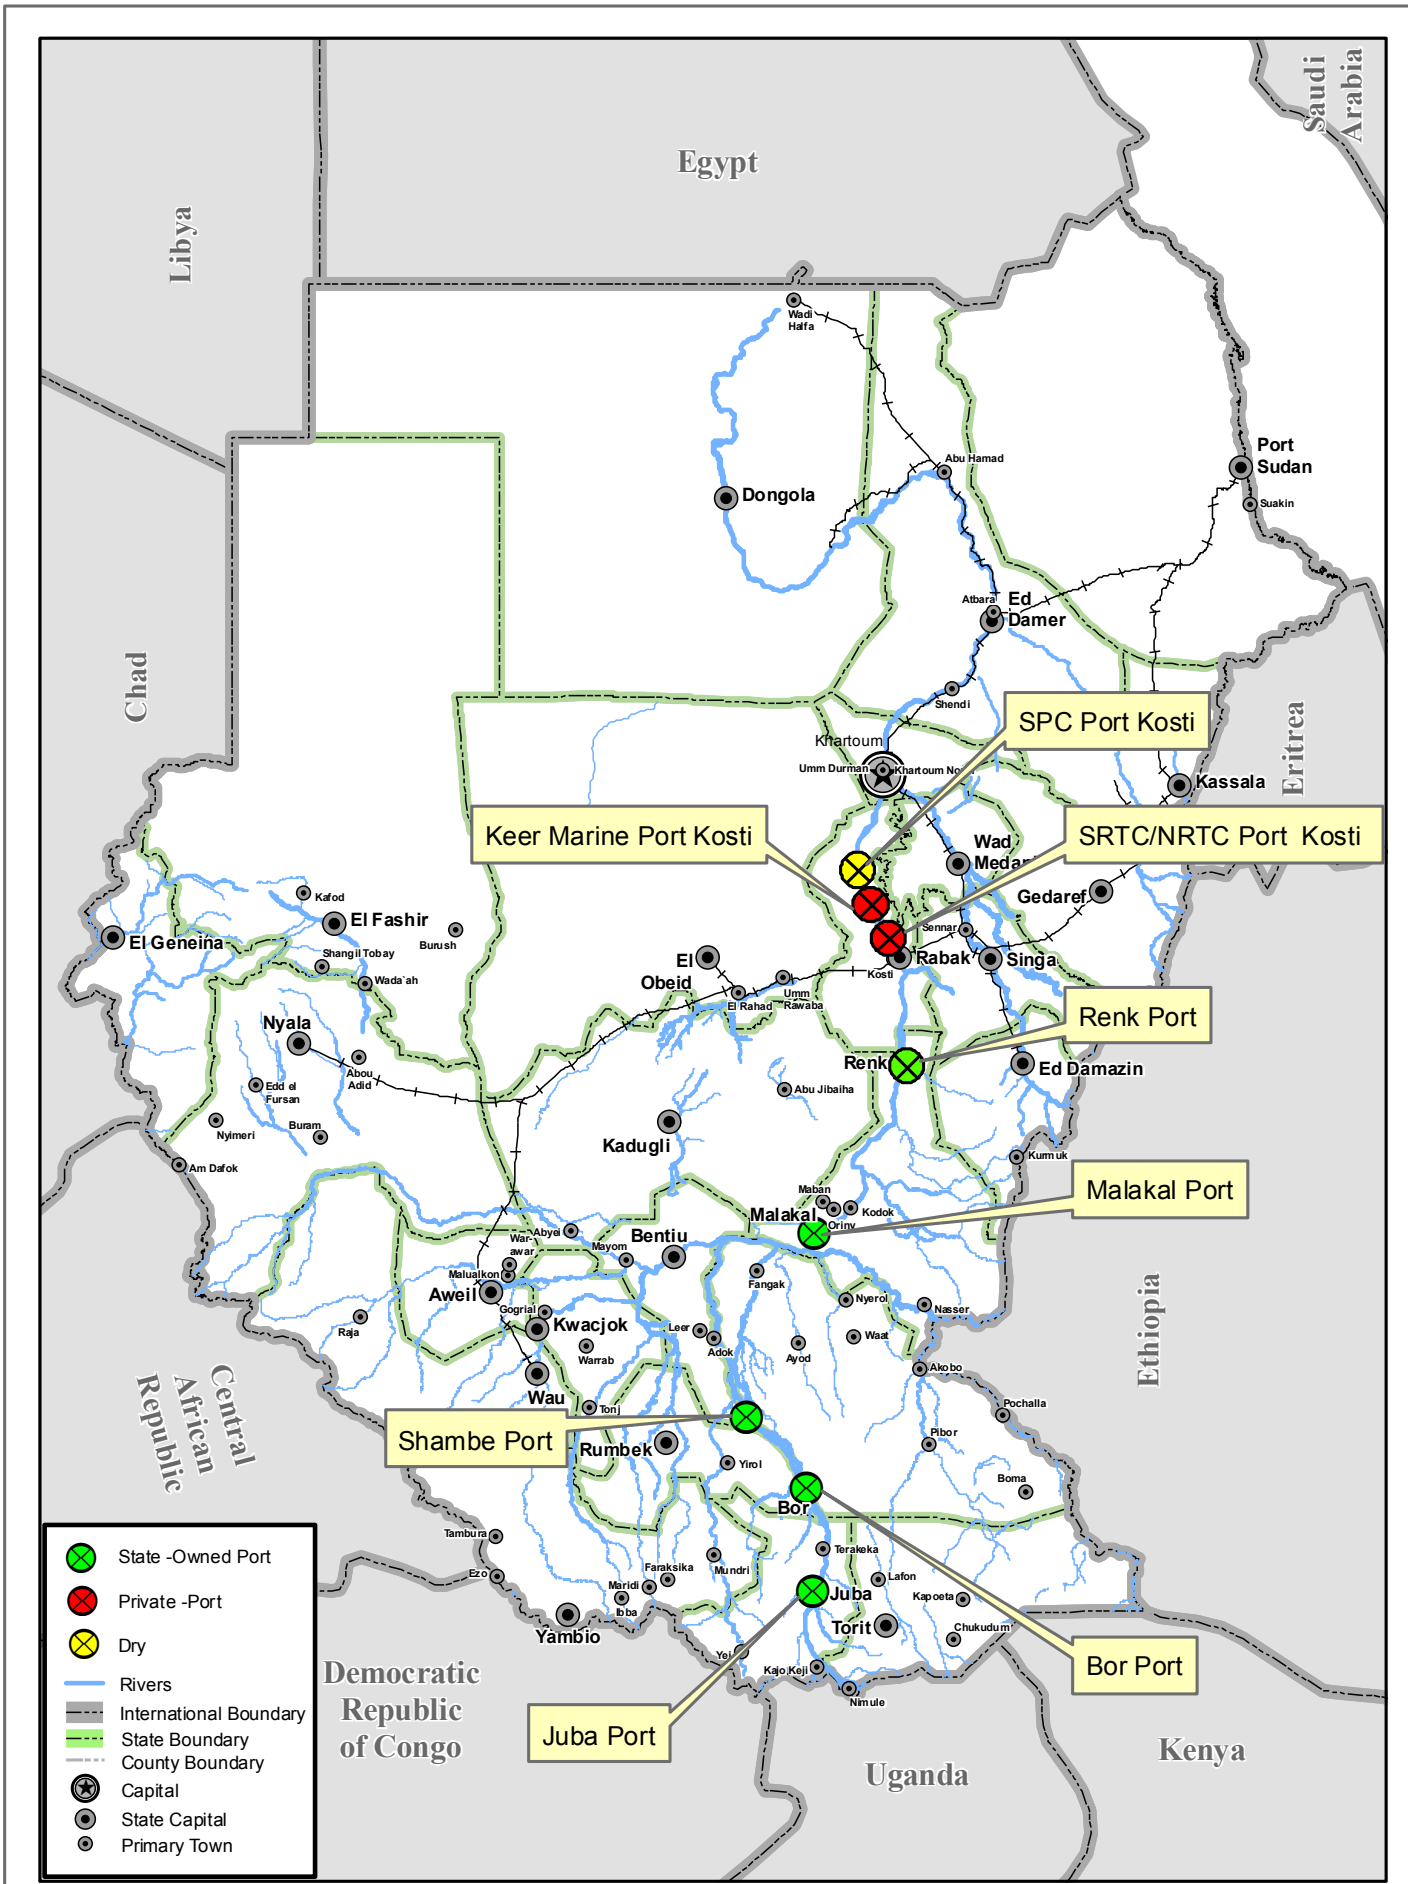 Saudi
Arabia
Egypt
Libya
Wadi
Halfa
Port
Sudan
Abu Hamad
Dongola
Suakin
Atbara
Ed
Damer
Chad
Shendi
SPC Port Kosti
Eritrea
Khartoum
Umm Durman
Kassala
Keer Marine Port Kosti
SRTC/NRTC Port Kosti
Wad
Kafod
Gedaref
El Fashir
Sennar
El Geneina
Burush
Shangil Tobay
El
Obeid
Rabak
Singa
Kosti
Wada`ah
El Rahad
Umm
Rawaba
Renk Port
Nyala
Abou
Adid
Renk
Ed Damazin
Edd el
Fursan
Abu Jibaiha
Nyimeri
Buram
Kadugli
Am Dafok
Kurmuk
Malakal Port
Maban
Kodok
Malakal
Oriny
Abyei
War-
awar
Mayom
Bentiu
Malualkon
Fangak
Aweil
Nyerol
Nasser
Ethiopia
Gogrial
Raja
Kwacjok
Leer
Adok
Waat
Warrab
Ayod
Akobo
Central
African
Republic
Wau
Tonj
Pochalla
Shambe Port
Rumbek
Pibor
Yirol
Boma
Bor
Tambura
Terakeka
Ezo
Faraksika
Mundri
Maridi
Ibba
Lafon
Juba
Kapoeta
Yambio
Torit
Chukudum
Yei
Kajo Keji
Bor Port
Nimule
Democratic
Republic
of Congo
Juba Port
Uganda
Kenya
State -Owned Port
Private -Port
Dry
Rivers
International Boundary
State Boundary
County Boundary
Capital
State Capital
Primary Town